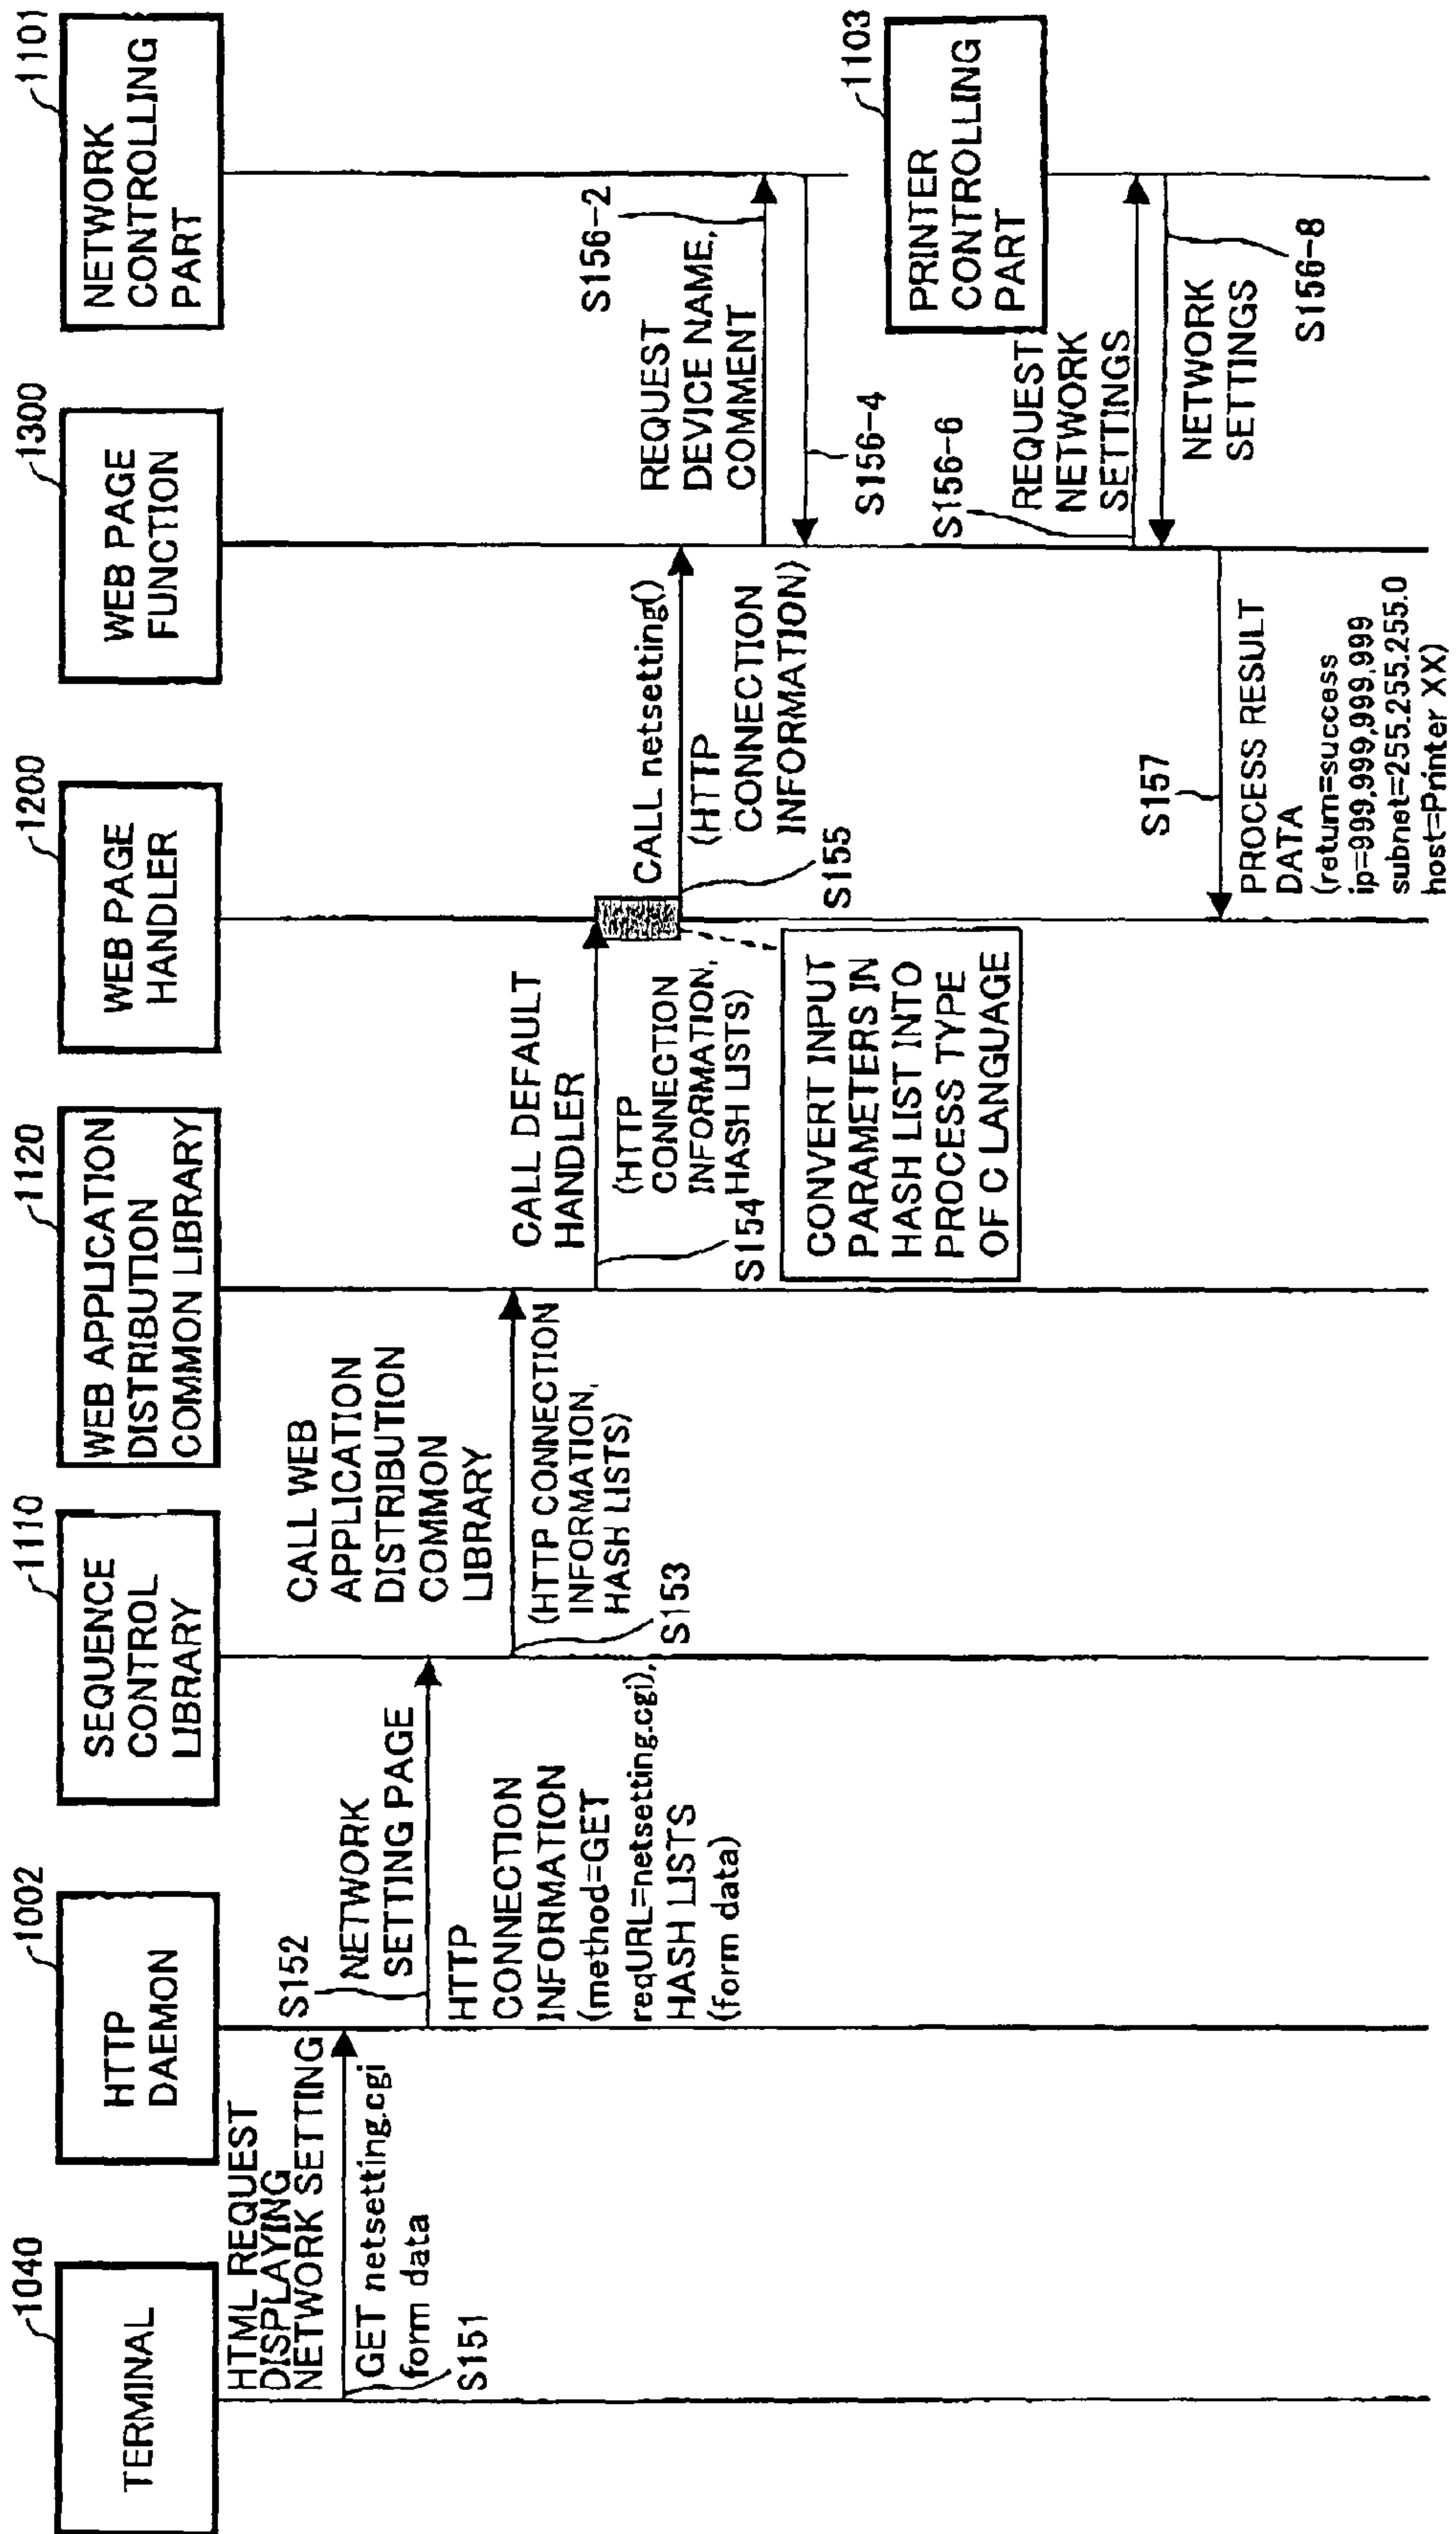 1040
TERMINAL
1002
HTTP
DAEMON
1110
SEQUENCE
CONTROL
LIBRARY
1120
WEB APPLICATION
DISTRIBUTION
COMMON LIBRARY
1200
WEB PAGE
HANDLER
1300
WEB PAGE
FUNCTION
1101
NETWORK
CONTROLLING
PART
HTML REQUEST
DISPLAYING
NETWORK SETTING
GET netsetting.cgi
form data
S151
S152
NETWORK
SETTING PAGE
HTTP
CONNECTION
INFORMATION
(method=GET
reqURL=netsetting.cgi),
HASH LISTS
(form data)
CALL WEB
APPLICATION
DISTRIBUTION
COMMON
LIBRARY
(HTTP CONNECTION
INFORMATION,
HASH LISTS)
S153
CALL DEFAULT
HANDLER
(HTTP
CONNECTION
INFORMATION,
HASH LISTS)
S154
CONVERT INPUT
PARAMETERS IN
HASH LIST INTO
PROCESS TYPE
OF C LANGUAGE
CALL netsetting()
(HTTP
CONNECTION
INFORMATION)
S155
S156-2
REQUEST
DEVICE NAME,
COMMENT
S156-4
1103
PRINTER
CONTROLLING
PART
S156-6
REQUEST
NETWORK
SETTINGS
NETWORK
SETTINGS
S156-8
S157
PROCESS RESULT
DATA
(return=success
ip=999,999,999,999
subnet=255.255.255.0
host=Printer XX)